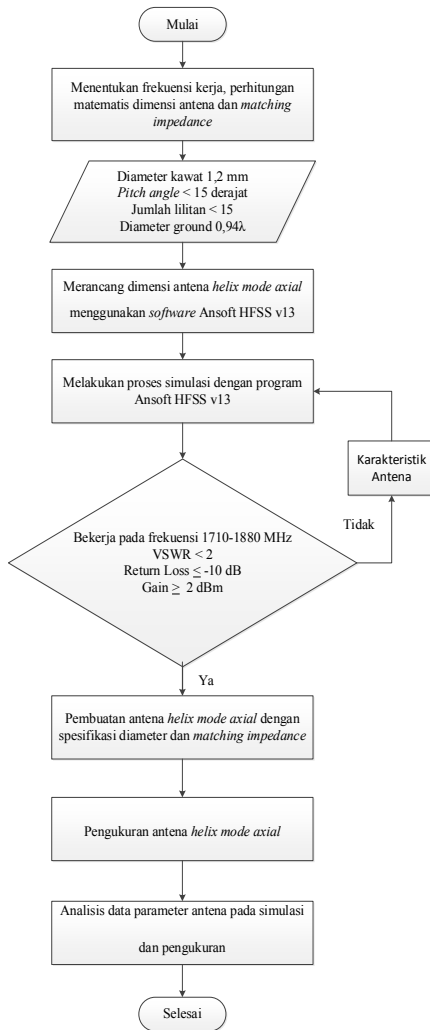 Mulai
Menentukan frekuensi kerja, perhitungan
matematis dimensi antena dan matching
impedance
Diameter kawat 1,2 mm
Pitch angle < 15 derajat
Jumlah lilitan < 15
Diameter ground 0,94λ
Merancang dimensi antena helix mode axial
menggunakan software Ansoft HFSS v13
Melakukan proses simulasi dengan program
Ansoft HFSS v13
Karakteristik
Antena
Tidak
Bekerja pada frekuensi 1710-1880 MHz
VSWR < 2
Return Loss ≤ -10 dB
Gain ≥ 2 dBm
Ya
Pembuatan antena helix mode axial dengan
spesifikasi diameter dan matching impedance
Pengukuran antena helix mode axial
Analisis data parameter antena pada simulasi
dan pengukuran
Selesai